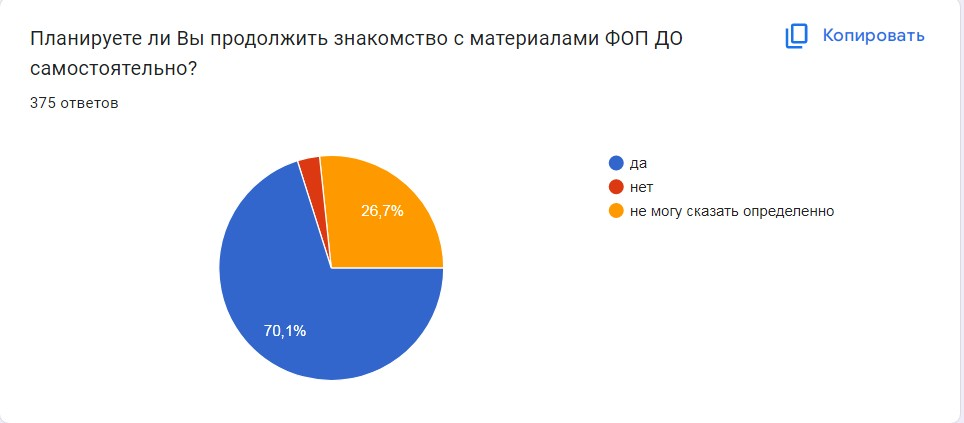 Планируете ли Вы продолжить знакомство с материалами ФОП ДО
самостоятельно?
Копировать
375 ответов
да
нет
не могу сказать определенно
26,7%
70,1%